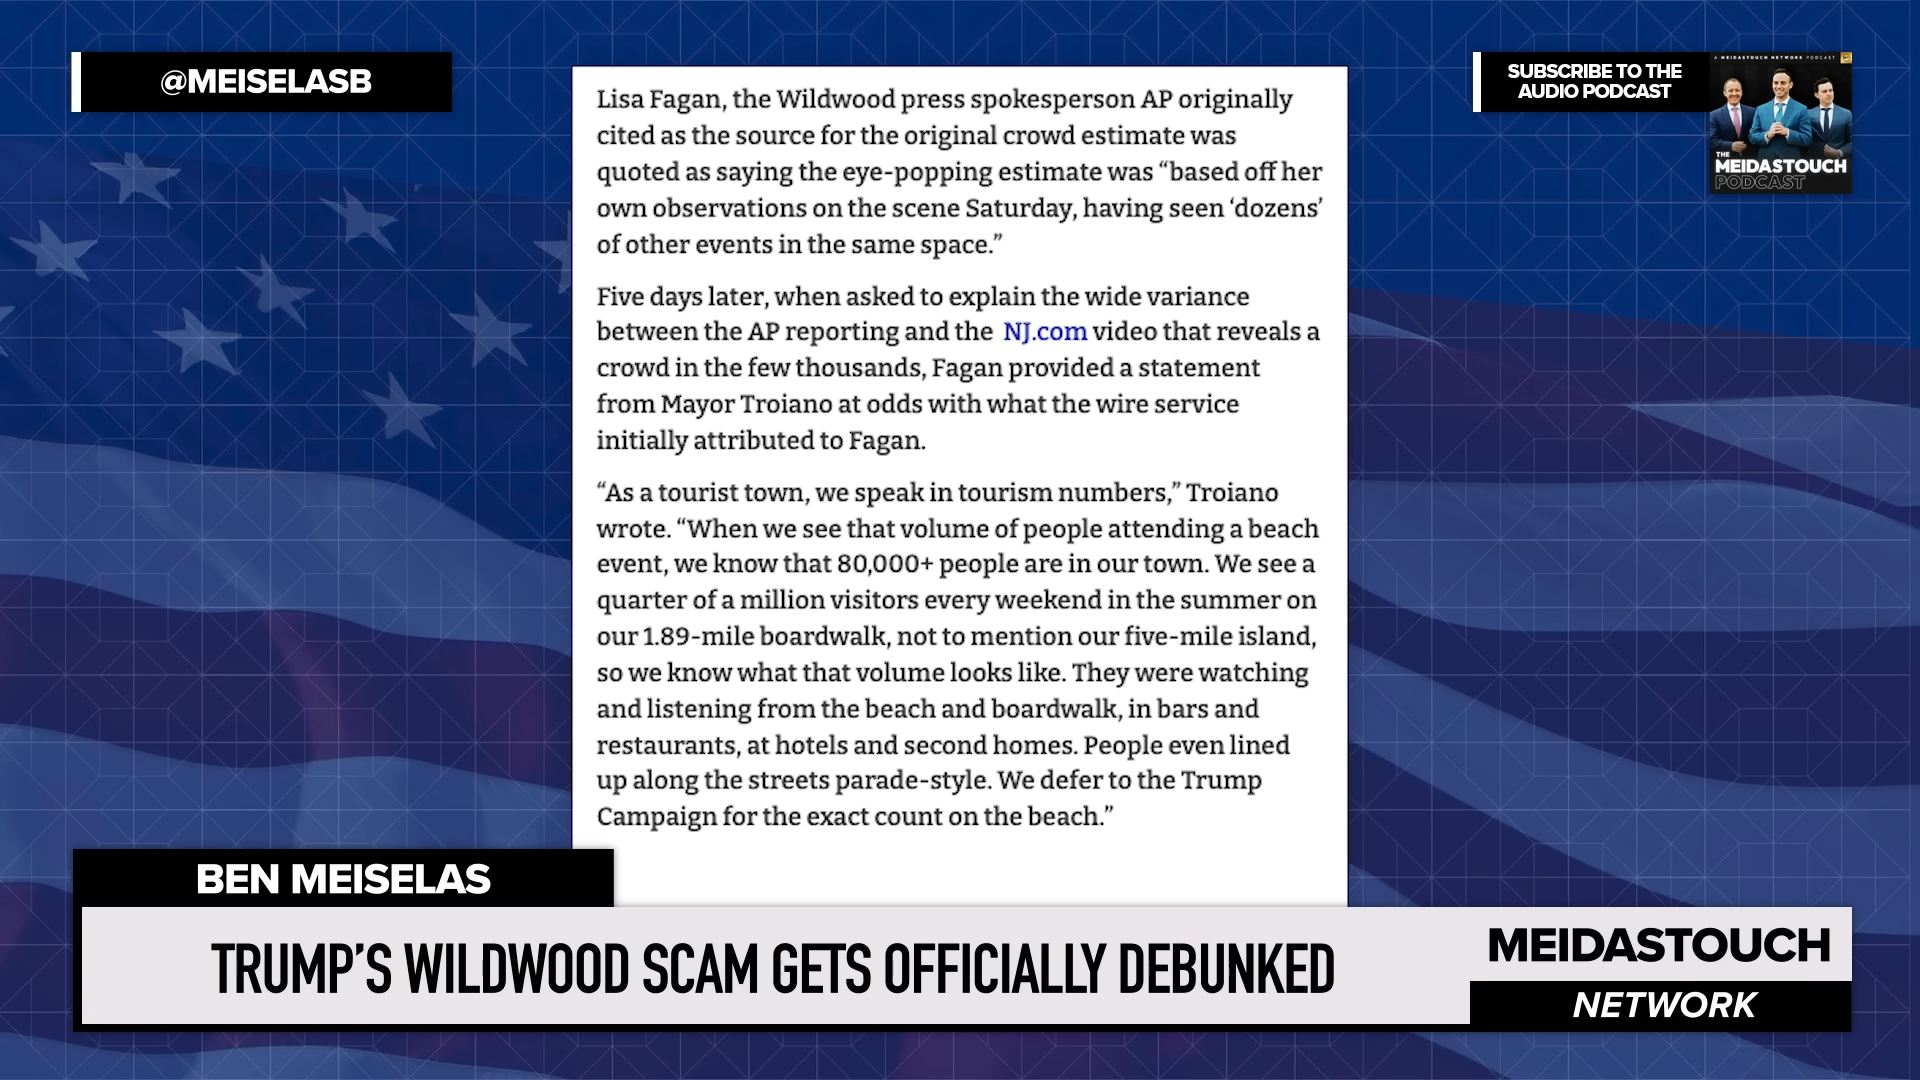 @MEISELASB
SUBSCRIBE TO THE
AUDIO PODCAST
A MEIDASTOUCH NETWORK PODCAST
THE
MEIDASTOUCH
PODCAST
Lisa Fagan, the Wildwood press spokesperson AP originally
cited as the source for the original crowd estimate was
quoted as saying the eye-popping estimate was “based off her
own observations on the scene Saturday, having seen ‘dozens’
of other events in the same space.”
Five days later, when asked to explain the wide variance
between the AP reporting and the NJ.com video that reveals a
crowd in the few thousands, Fagan provided a statement
from Mayor Troiano at odds with what the wire service
initially attributed to Fagan.
“As a tourist town, we speak in tourism numbers,” Troiano
wrote. “When we see that volume of people attending a beach
event, we know that 80,000+ people are in our town. We see a
quarter of a million visitors every weekend in the summer on
our 1.89-mile boardwalk, not to mention our five-mile island,
so we know what that volume looks like. They were watching
and listening from the beach and boardwalk, in bars and
restaurants, at hotels and second homes. People even lined
up along the streets parade-style. We defer to the Trump
Campaign for the exact count on the beach.”
BEN MEISELAS
TRUMP’S WILDWOOD SCAM GETS OFFICIALLY DEBUNKED
MEIDASTOUCH
NETWORK